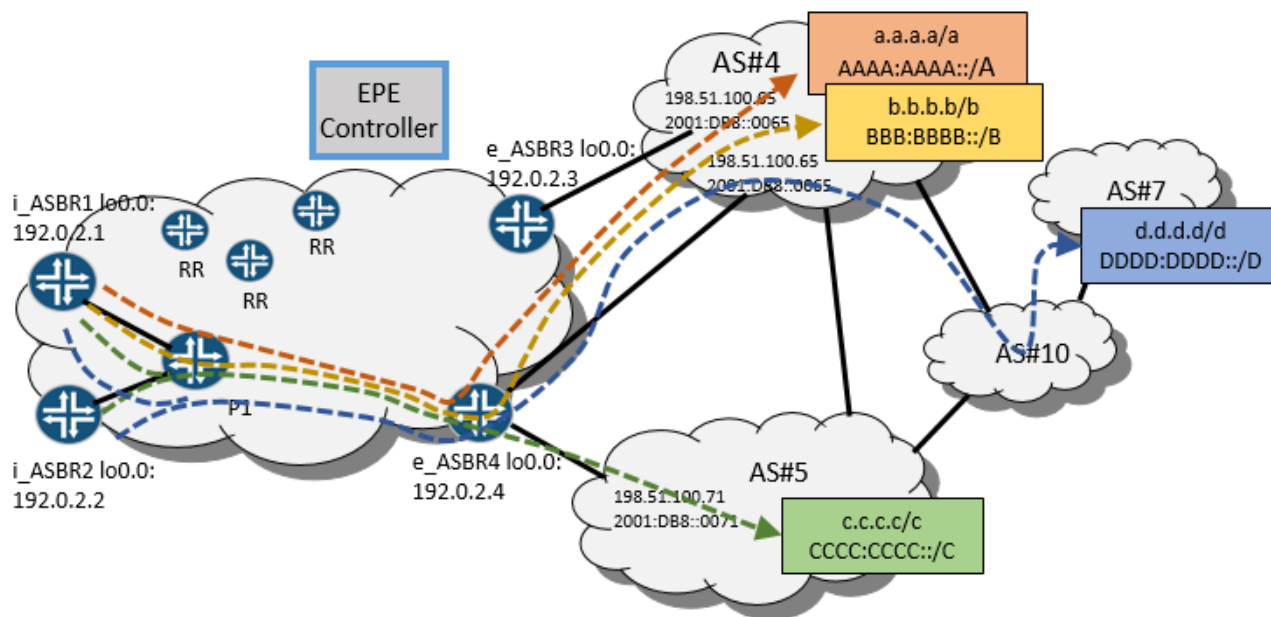 AS#4
a.a.a.a/a
AAAA:AAAA::/A
EPE
Controller
198.51.100.65
2001:DB8::0065
b.b.b.b/b
BBB:BBBB::/B
e_ASBR3 lo0.0:
192.0.2.3
198.51.100.65
2001:DB8::0065
AS#7
i_ASBR1 lo0.0:
192.0.2.1
RR
RR
RR
d.d.d.d/d
DDDD:DDDD::/D
AS#10
P1
i_ASBR2 lo0.0:
192.0.2.2
e_ASBR4 lo0.0:
192.0.2.4
AS#5
198.51.100.71
2001:DB8::0071
c.c.c.c/c
CCCC:CCCC::/C